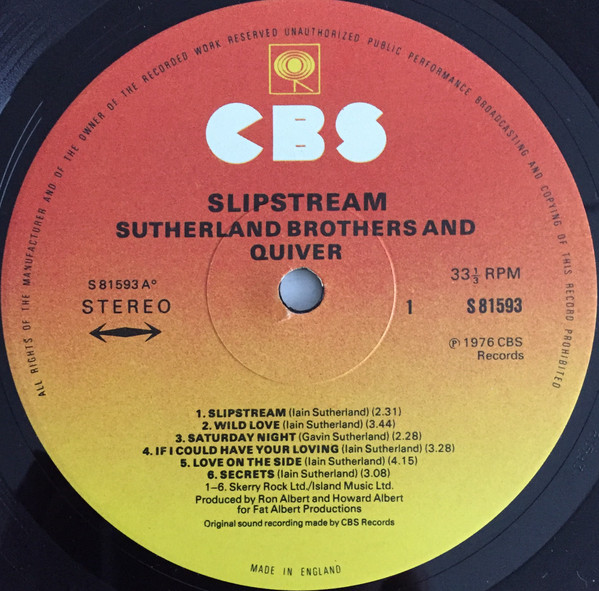 ALL RIGHTS OF THE MANUFACTURER AND OF THE OWNER OF THE RECORDED WORK RESERVED UNAUTHORIZED PUBLIC PERFORMANCE BROADCASTING AND COPYING OF THIS RECORD PROHIBITED
CBS
SLIPSTREAM
SUTHERLAND BROTHERS AND
QUIVER
S 81593 A°
STEREO
33⅓ RPM
1
S 81593
℗ 1976 CBS
Records
1. SLIPSTREAM (Iain Sutherland) (2.31)
2. WILD LOVE (Iain Sutherland) (3.44)
3. SATURDAY NIGHT (Gavin Sutherland) (2.28)
4. IF I COULD HAVE YOUR LOVING (Iain Sutherland) (3.28)
5. LOVE ON THE SIDE (Iain Sutherland) (4.15)
6. SECRETS (Iain Sutherland) (3.08)
1–6. Skerry Rock Ltd./Island Music Ltd.
Produced by Ron Albert and Howard Albert
for Fat Albert Productions
Original sound recording made by CBS Records
MADE IN ENGLAND